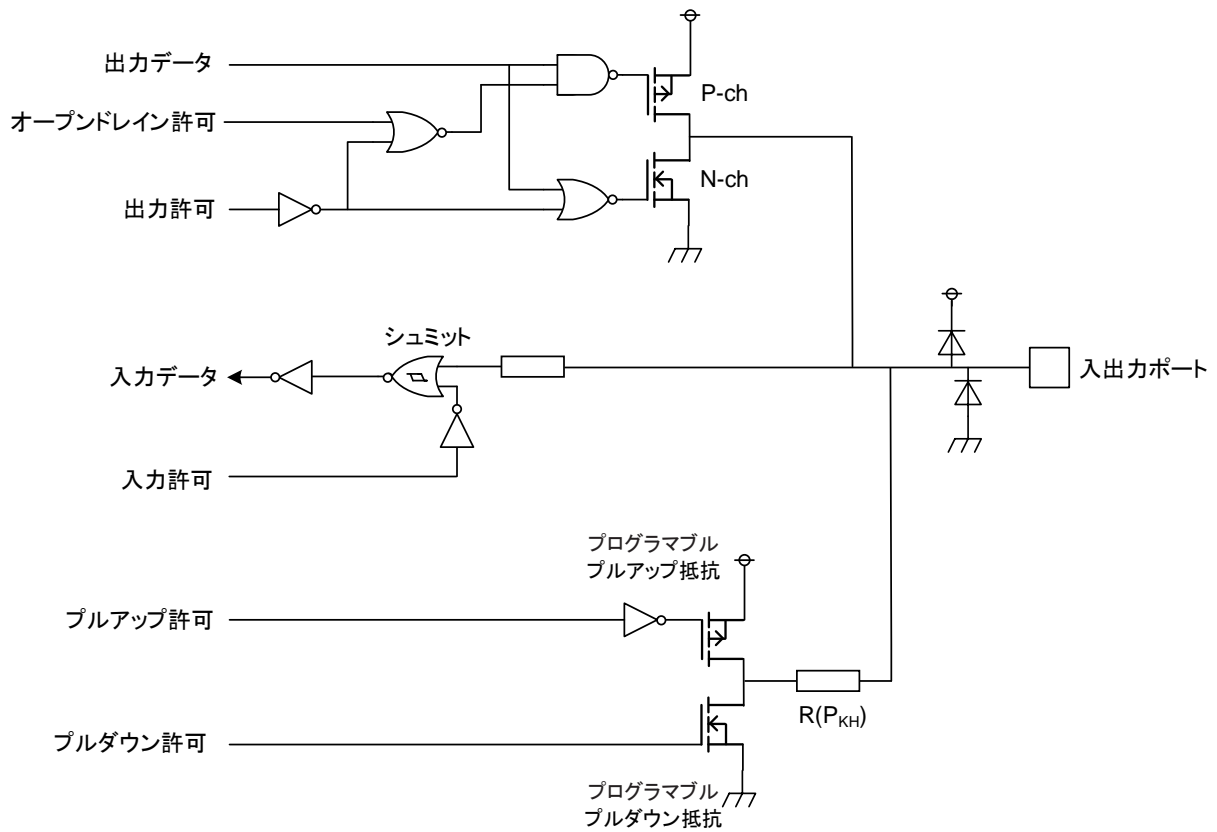 出力データ
オープンドレイン許可
出力許可
P-ch
N-ch
シュミット
入力データ
入力許可
入出力ポート
プログラマブル
プルアップ抵抗
プルアップ許可
R(PKH)
プルダウン許可
プログラマブル
プルダウン抵抗